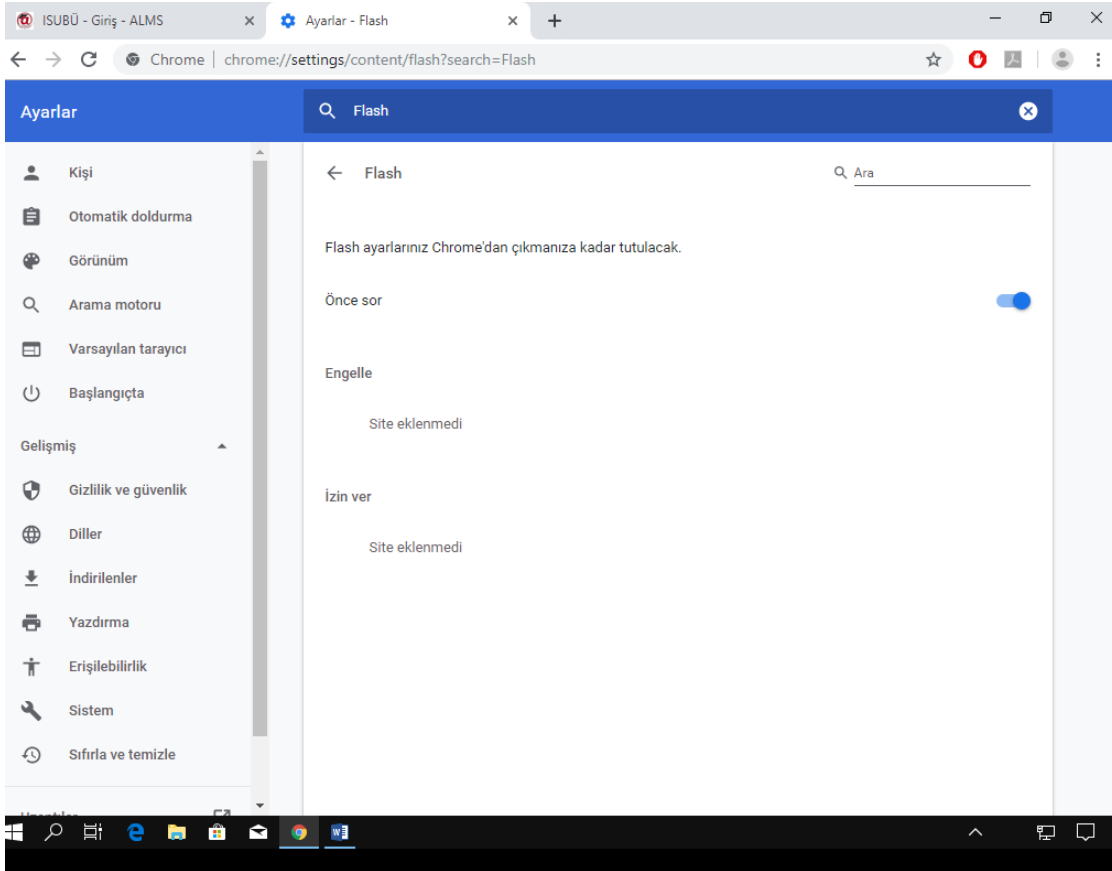 ISUBÜ - Giriş - ALMS
Ayarlar - Flash
Chrome | chrome://settings/content/flash?search=Flash
Ayarlar
Flash
Kişi
Otomatik doldurma
Görünüm
Arama motoru
Varsayılan tarayıcı
Başlangıçta
Gelişmiş
Gizlilik ve güvenlik
Diller
İndirilenler
Yazdırma
Erişilebilirlik
Sistem
Sıfırla ve temizle
Flash
Ara
Flash ayarlarınız Chrome'dan çıkmanıza kadar tutulacak.
Önce sor
Engelle
Site eklenmedi
İzin ver
Site eklenmedi